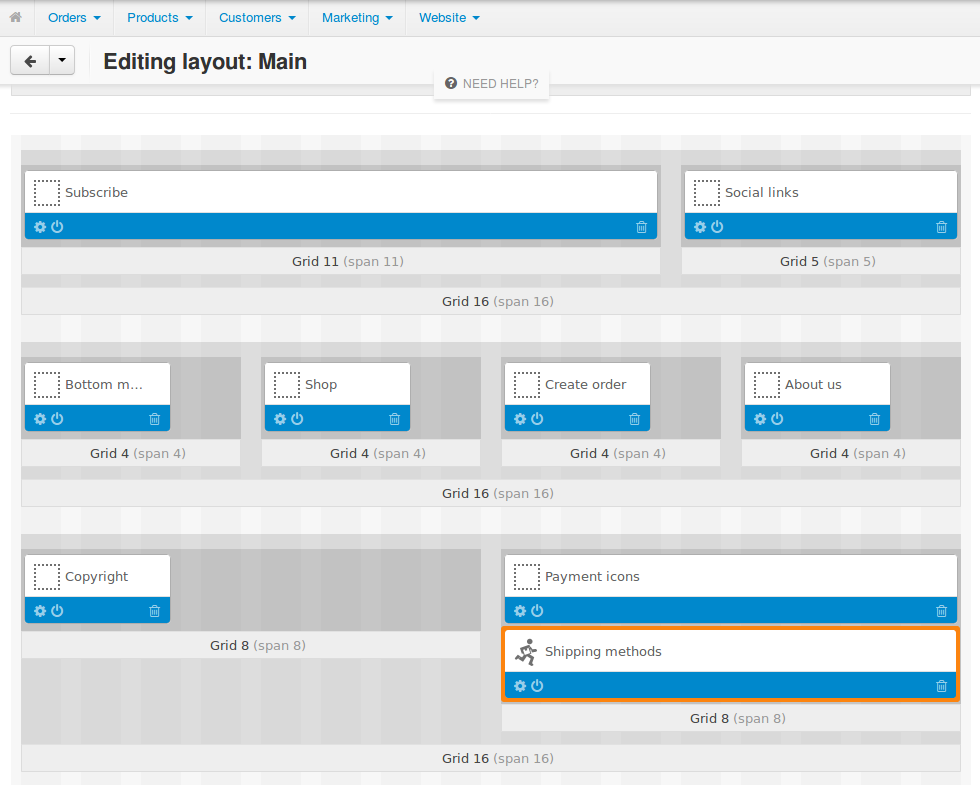 Orders Products Customers Marketing Website
Editing layout: Main
NEED HELP?
Subscribe Social links
Grid 11 (span 11) Grid 5 (span 5)
Grid 16 (span 16)
Bottom m... Shop Create order About us
Grid 4 (span 4) Grid 4 (span 4) Grid 4 (span 4) Grid 4 (span 4)
Grid 16 (span 16)
Copyright Payment icons
Grid 8 (span 8) Shipping methods
Grid 8 (span 8)
Grid 16 (span 16)